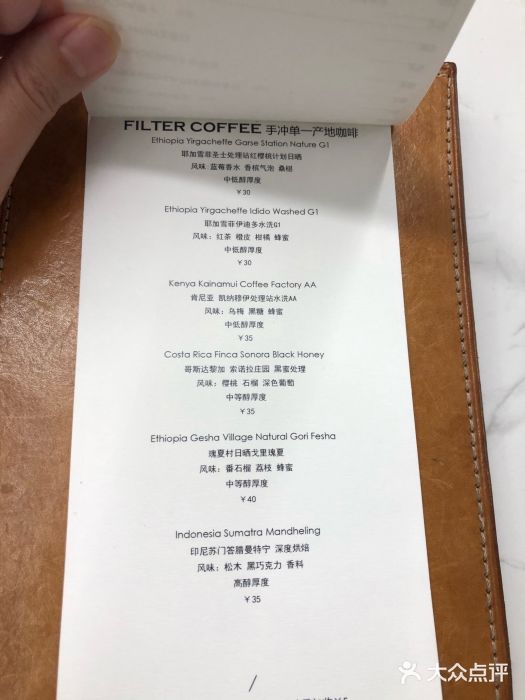 FILTER COFFEE 手冲单一产地咖啡
Ethiopia Yirgacheffe Garse Station Nature G1
耶加雪菲圣士处理站红樱桃计划日晒
风味:蓝莓香水 香槟气泡 桑椹
中低醇厚度
¥30
Ethiopia Yirgacheffe Idido Washed G1
耶加雪菲伊迪多水洗G1
风味：红茶 橙皮 柑橘 蜂蜜
中低醇厚度
¥30
Kenya Kainamui Coffee Factory AA
肯尼亚 凯纳穆伊处理站水洗AA
风味：乌梅 黑糖 蜂蜜
中低醇厚度
¥35
Costa Rica Finca Sonora Black Honey
哥斯达黎加 索诺拉庄园 黑蜜处理
风味：樱桃 石榴 深色葡萄
中等醇厚度
¥35
Ethiopia Gesha Village Natural Gori Fesha
瑰夏村日晒戈里瑰夏
风味：番石榴 荔枝 蜂蜜
中等醇厚度
¥40
Indonesia Sumatra Mandheling
印尼苏门答腊曼特宁 深度烘焙
风味：松木 黑巧克力 香料
高醇厚度
¥35
/
大众点评